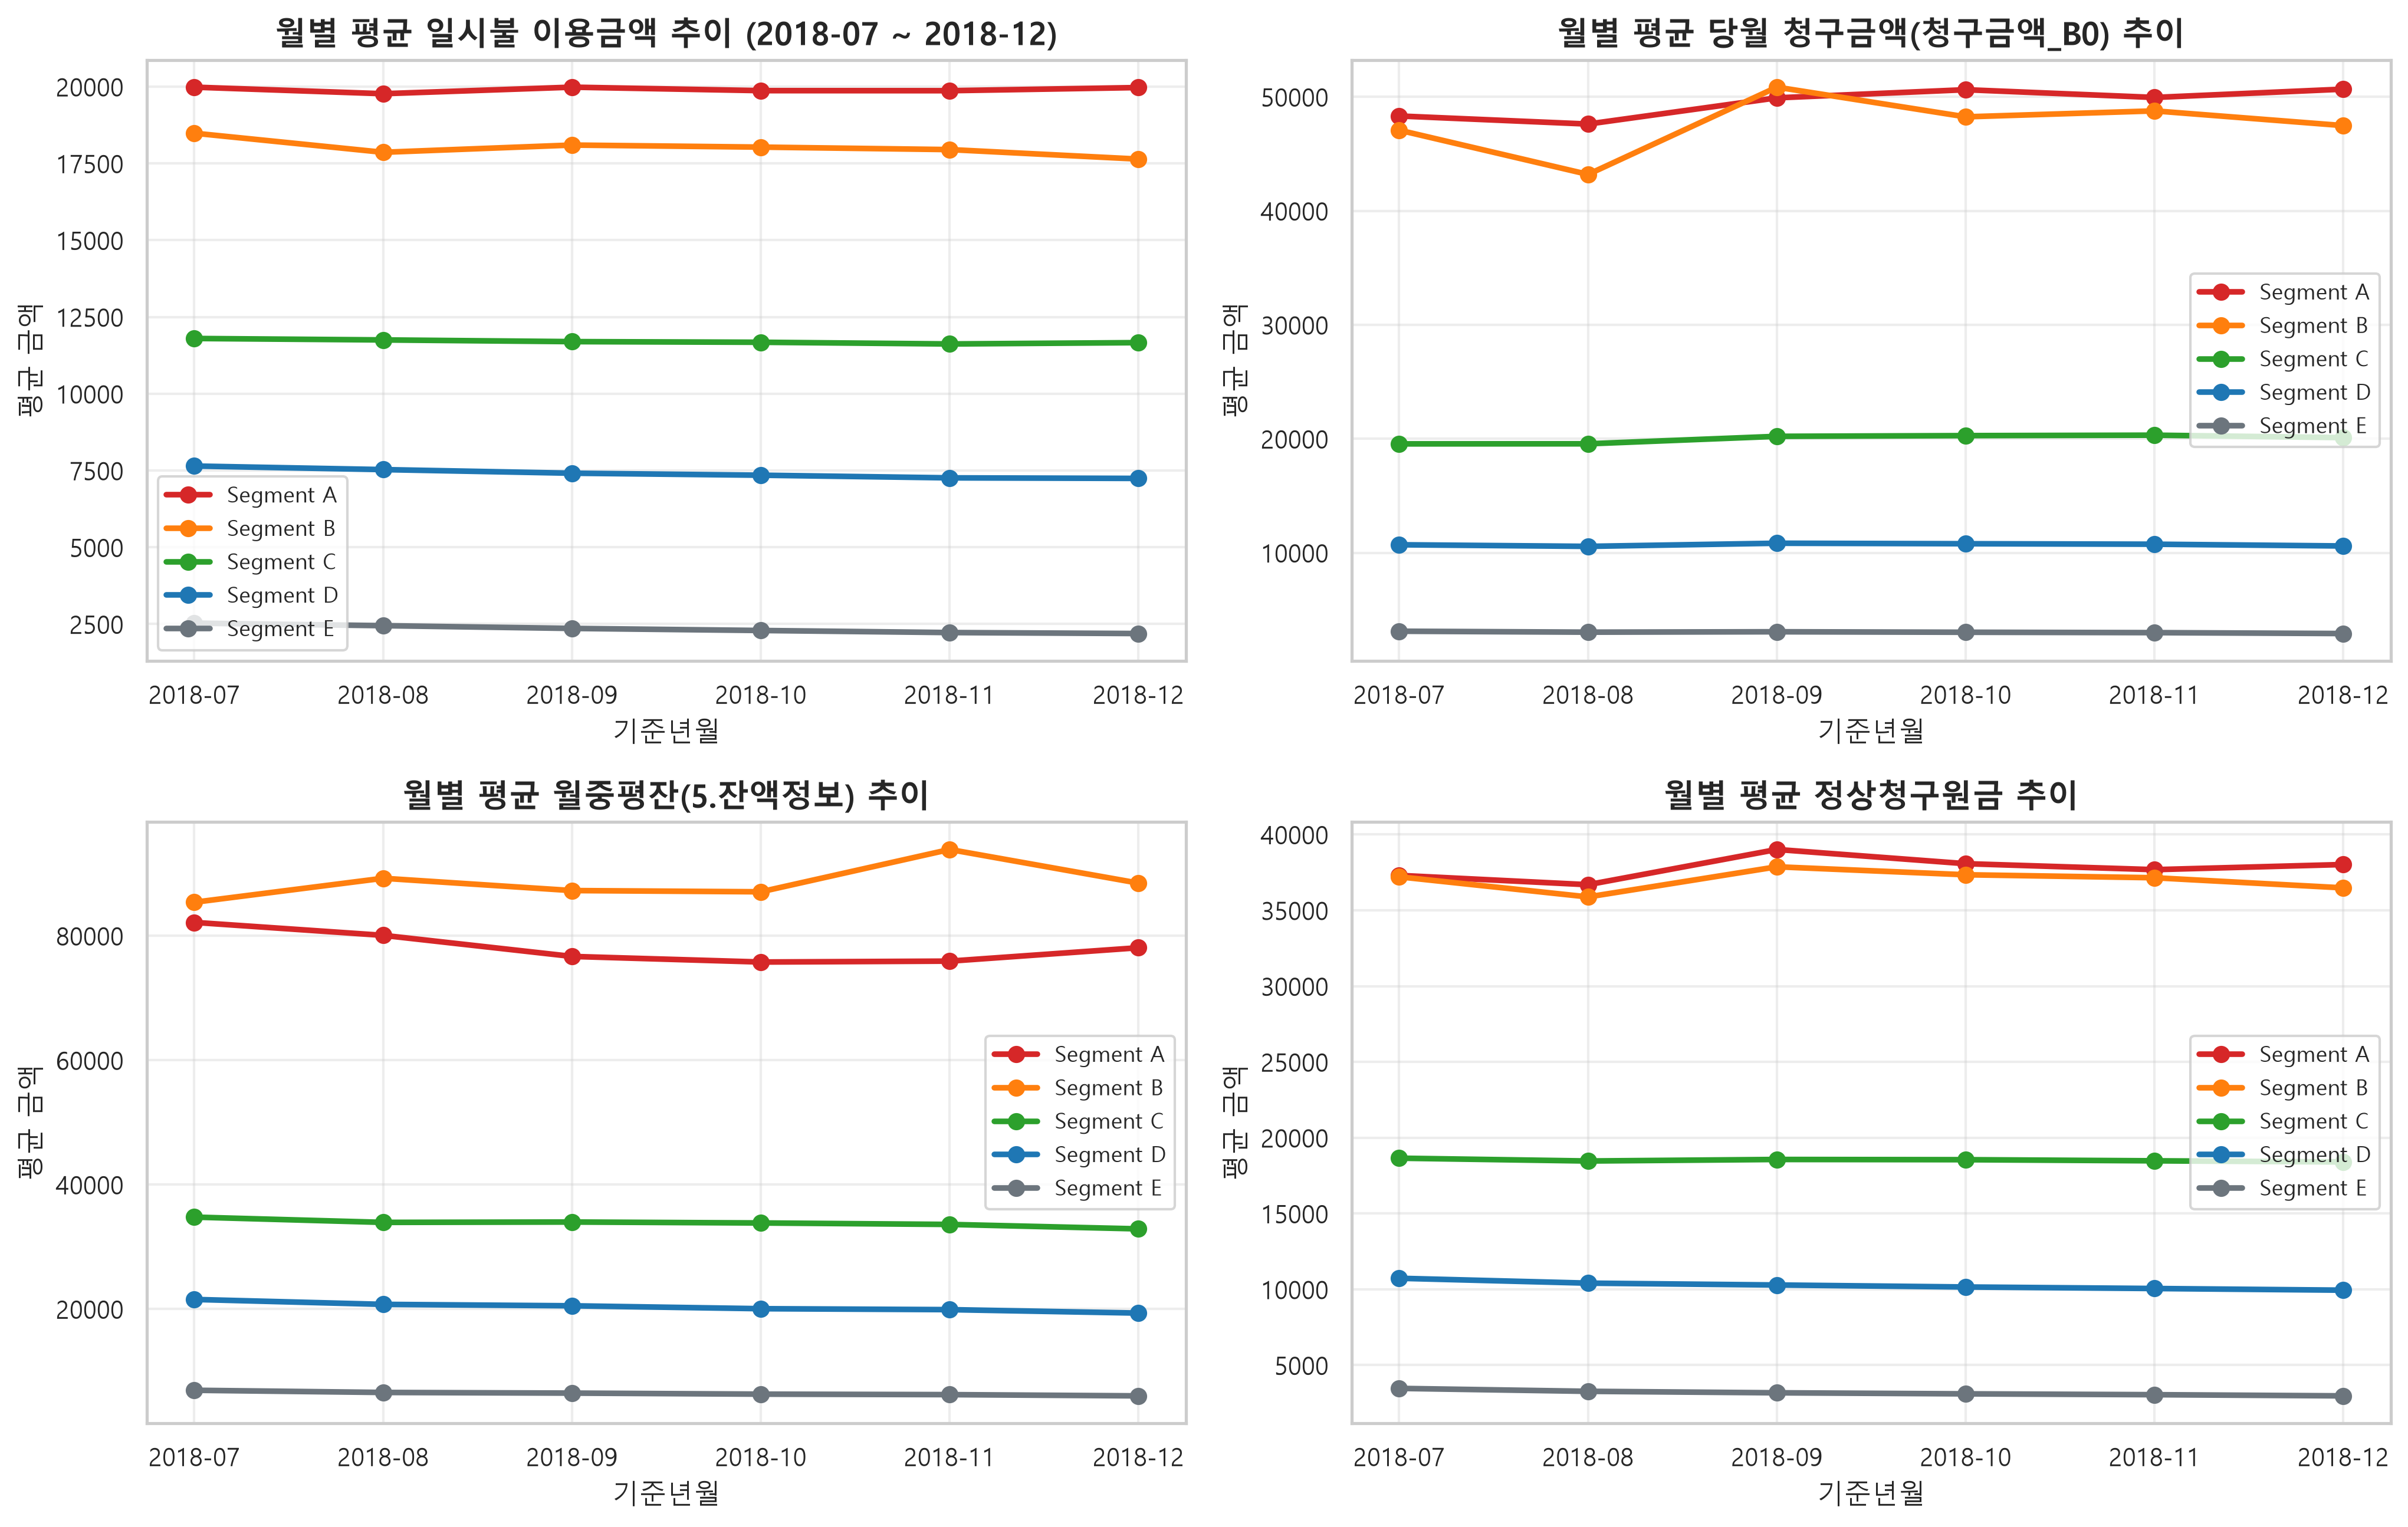 월별 평균 일시불 이용금액 추이 (2018-07 ~ 2018-12)
20000
17500
15000
12500
10000
7500
5000
2500
평균 금액
Segment A
Segment B
Segment C
Segment D
Segment E
2018-07 2018-08 2018-09 2018-10 2018-11 2018-12
기준년월
월별 평균 당월 청구금액(청구금액_B0) 추이
50000
40000
30000
20000
10000
평균 금액
Segment A
Segment B
Segment C
Segment D
Segment E
2018-07 2018-08 2018-09 2018-10 2018-11 2018-12
기준년월
월별 평균 월중평잔(5.잔액정보) 추이
80000
60000
40000
20000
평균 금액
Segment A
Segment B
Segment C
Segment D
Segment E
2018-07 2018-08 2018-09 2018-10 2018-11 2018-12
기준년월
월별 평균 정상청구원금 추이
40000
35000
30000
25000
20000
15000
10000
5000
평균 금액
Segment A
Segment B
Segment C
Segment D
Segment E
2018-07 2018-08 2018-09 2018-10 2018-11 2018-12
기준년월